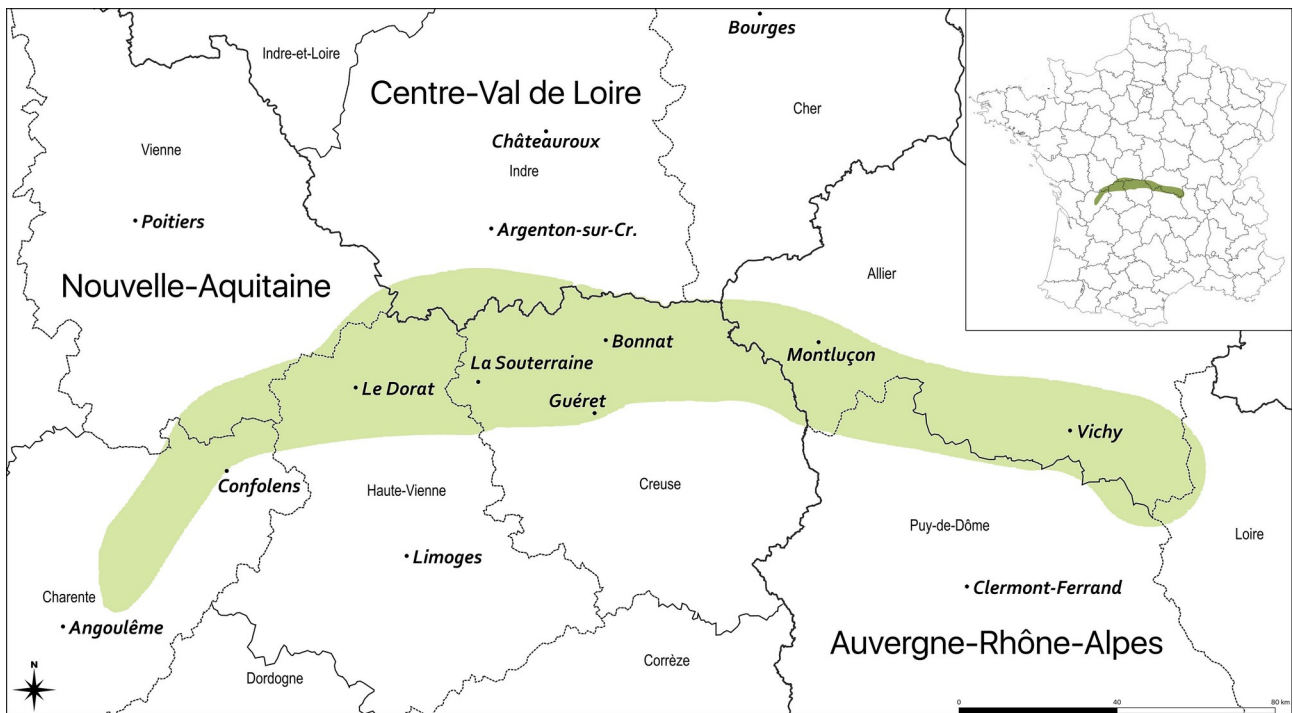 Bourges
Indre-et-Loire
Centre-Val de Loire
Cher
Châteauroux
Vienne
Indre
Poitiers
Argenton-sur-Cr.
Allier
Nouvelle-Aquitaine
Bonnat
Montluçon
La Souterraine
Le Dorat
Guéret
Vichy
Confolens
Haute-Vienne
Creuse
Puy-de-Dôme
Loire
Limoges
Clermont-Ferrand
Charente
Angoulême
Auvergne-Rhône-Alpes
Corrèze
N
Dordogne
0 40 80 km